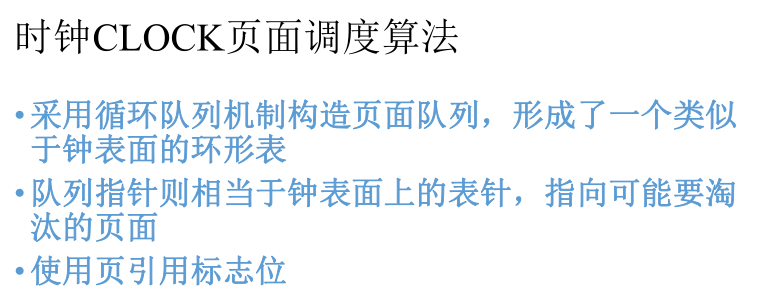 时钟CLOCK页面调度算法
•采用循环队列机制构造页面队列，形成了一个类似
于钟表面的环形表
•队列指针则相当于钟表面上的表针，指向可能要淘
汰的页面
•使用页引用标志位